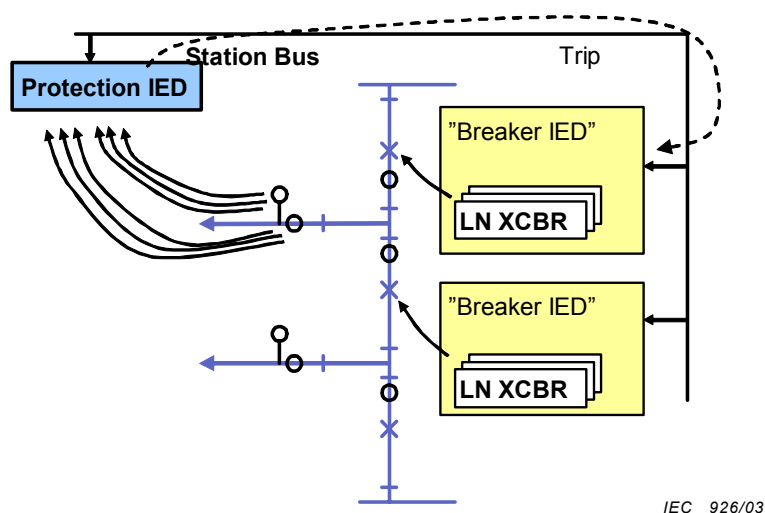 Station Bus
Trip
Protection IED
”Breaker IED”
LN XCBR
”Breaker IED”
LN XCBR
IEC 926/03